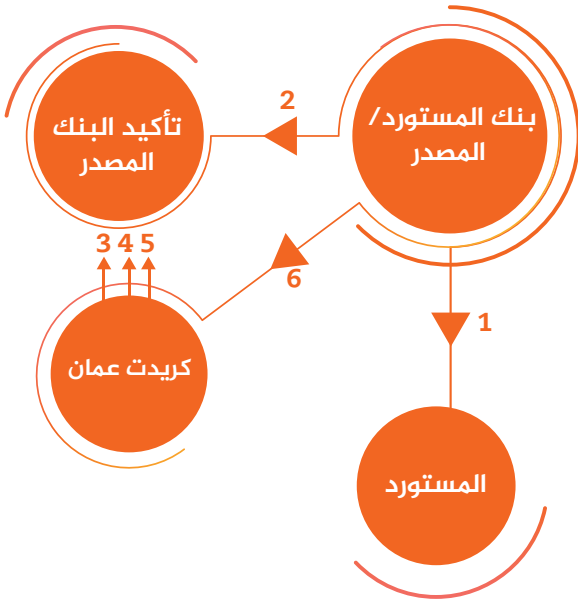 بنك المستورد/
المصدر
2
تأكيد البنك
المصدر
3 4 5
6
1
كريدت عمان
المستورد